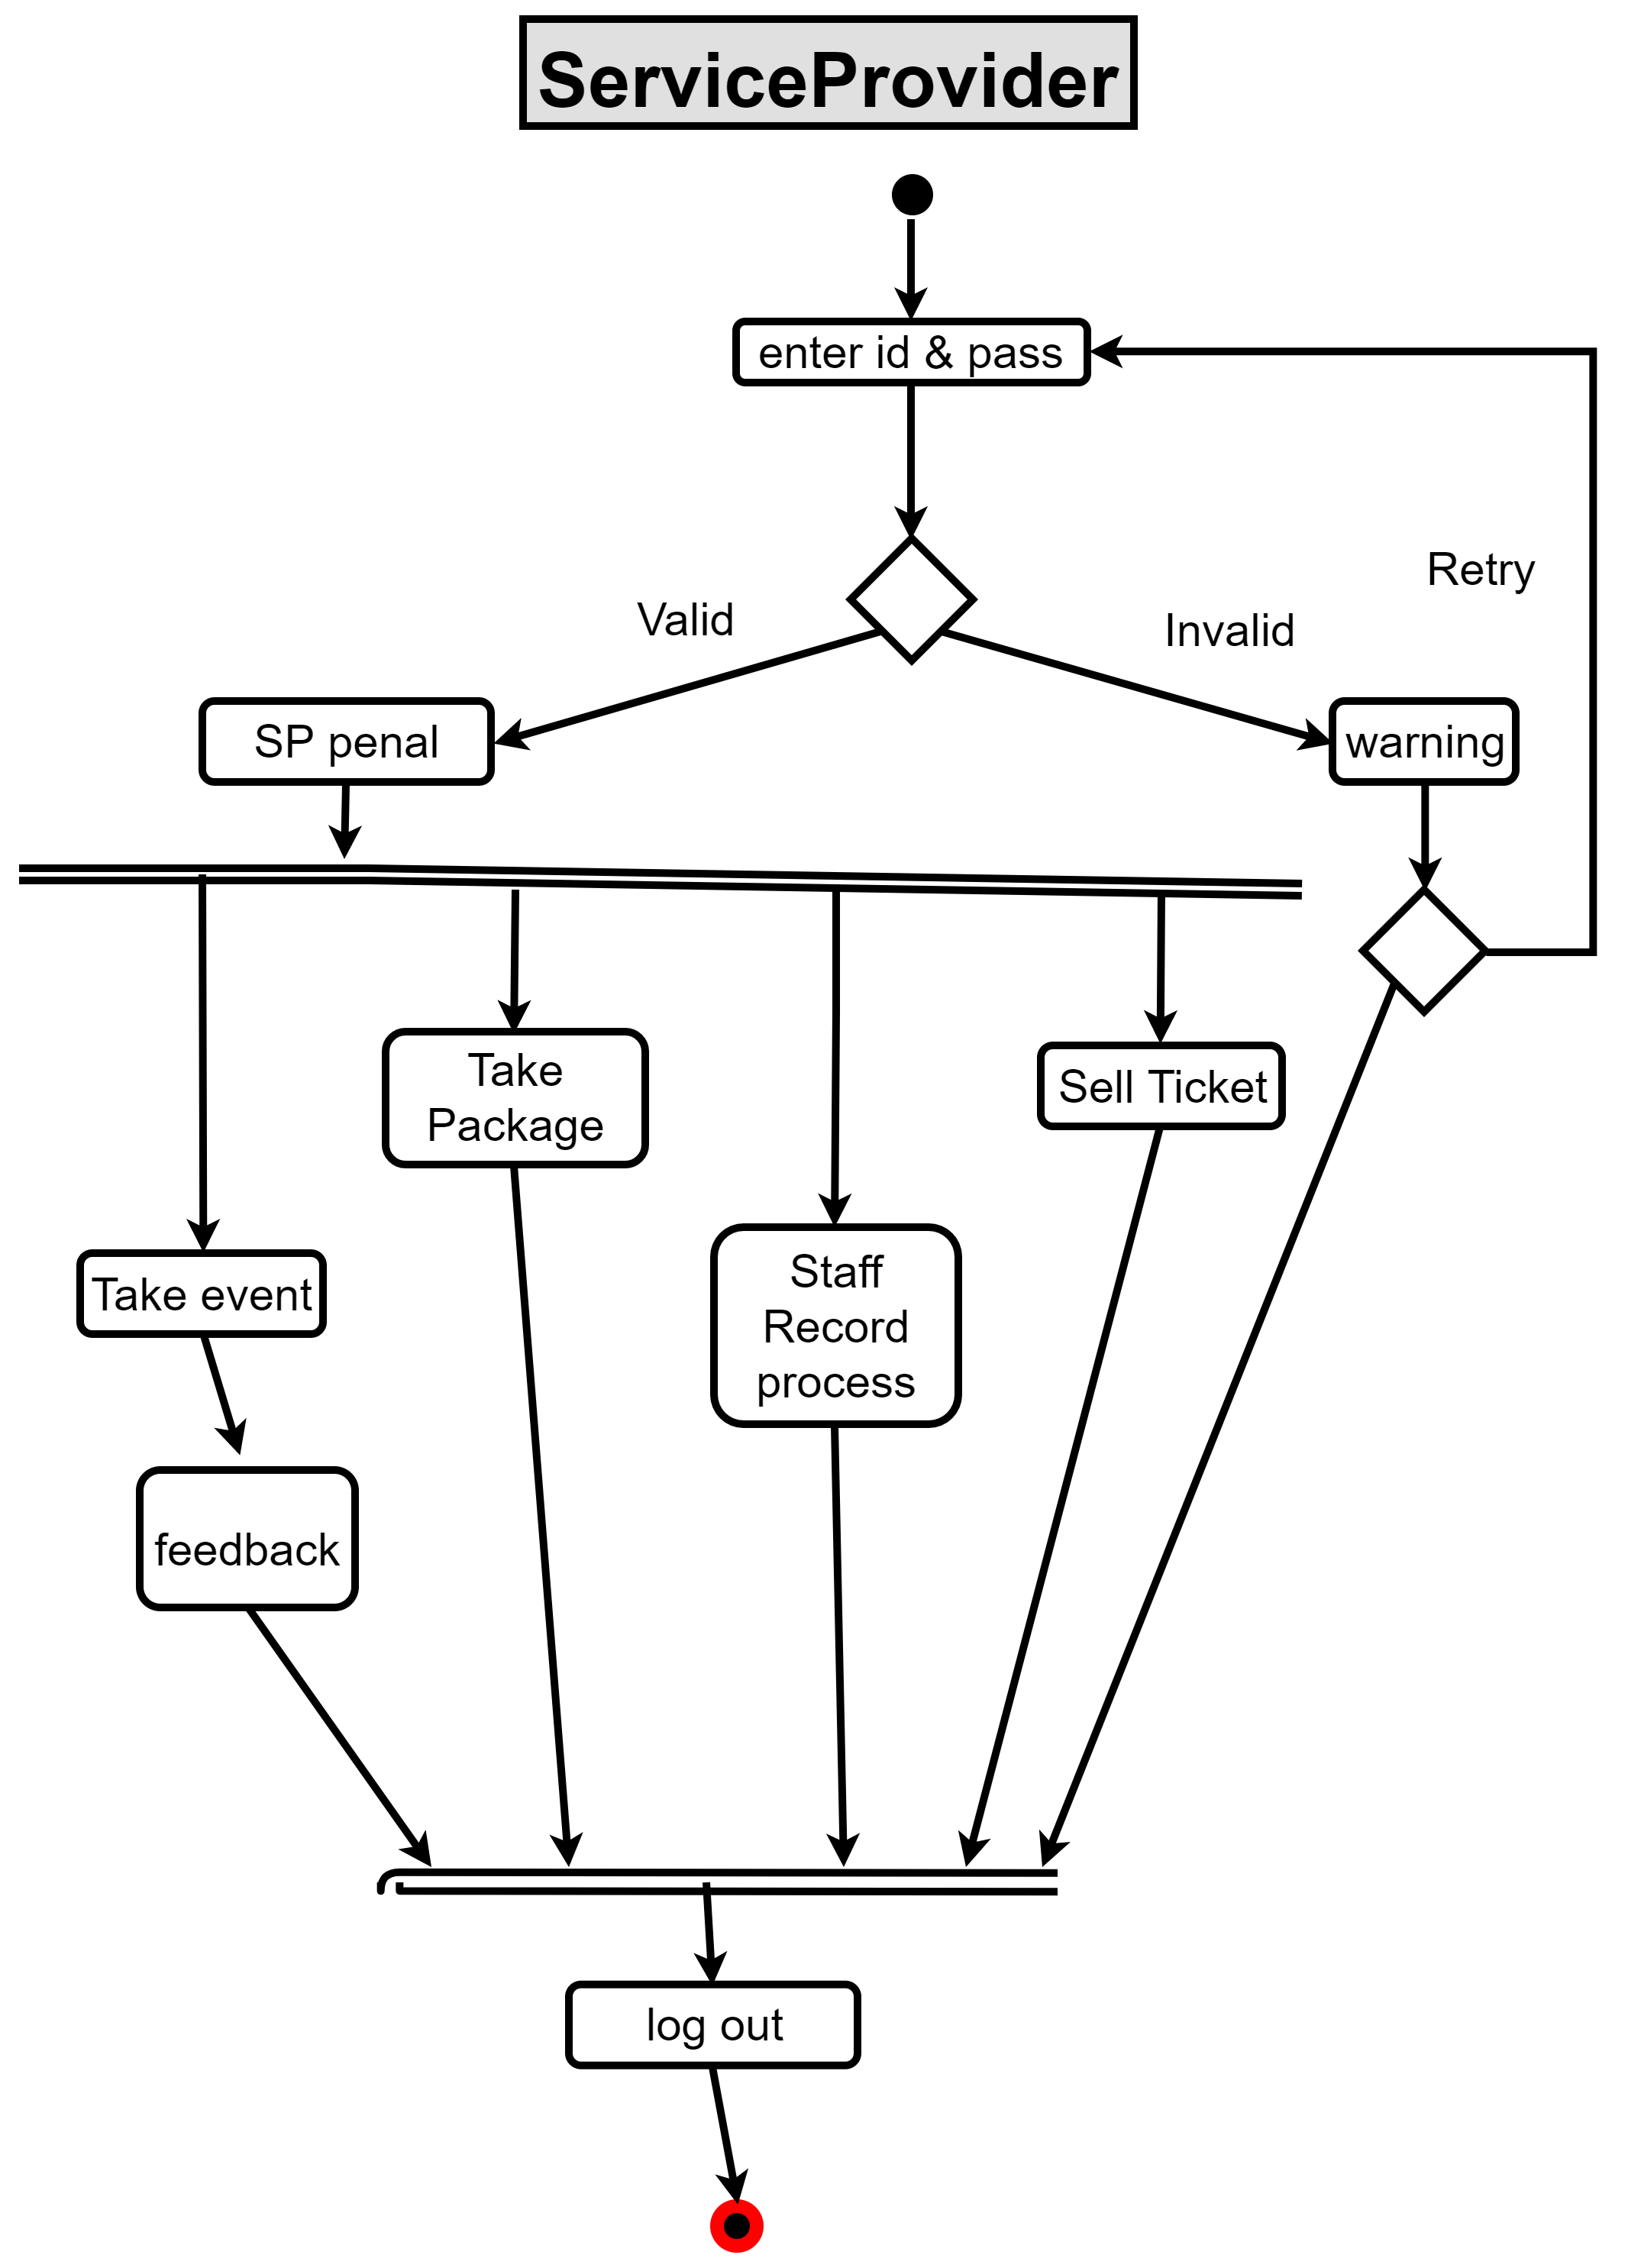 ServiceProvider
enter id & pass
Retry
Valid
Invalid
SP penal
warning
Take
Package
Sell Ticket
Take event
Staff
Record
process
feedback
log out